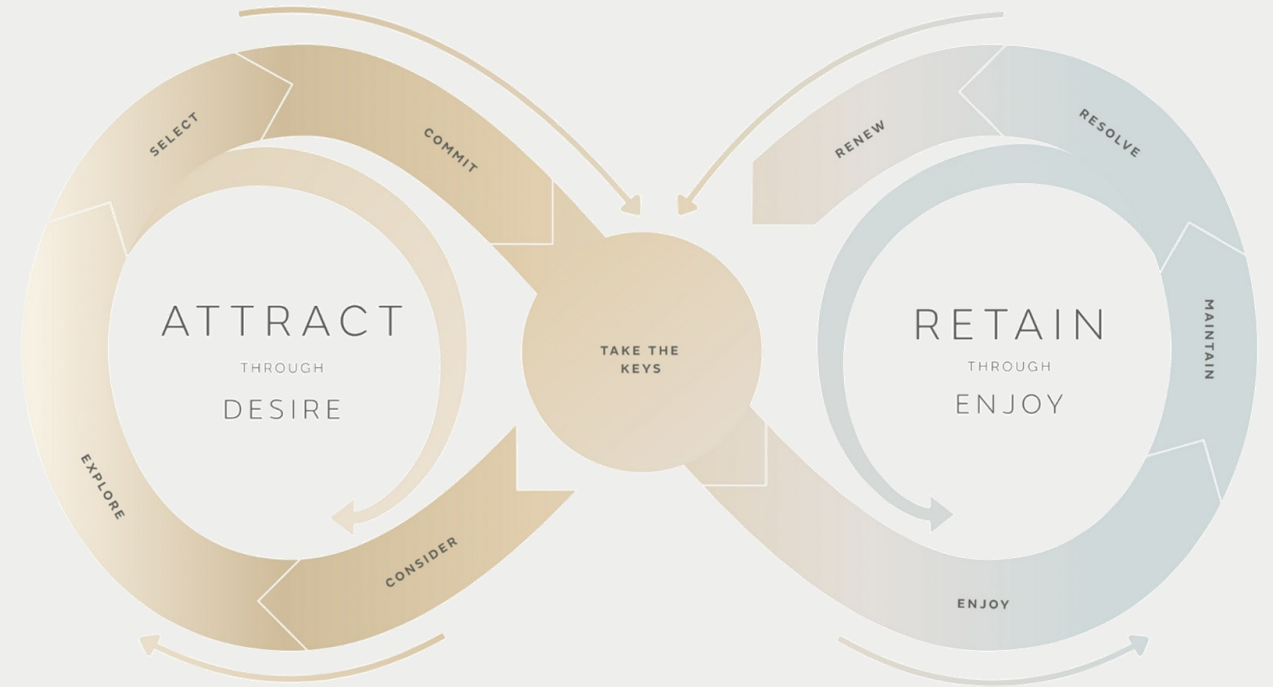 SELECT
COMMIT
RENEW
RESOLVE
ATTRACT
THROUGH
DESIRE
TAKE THE
KEYS
RETAIN
THROUGH
ENJOY
MAINTAIN
EXPLORE
CONSIDER
ENJOY